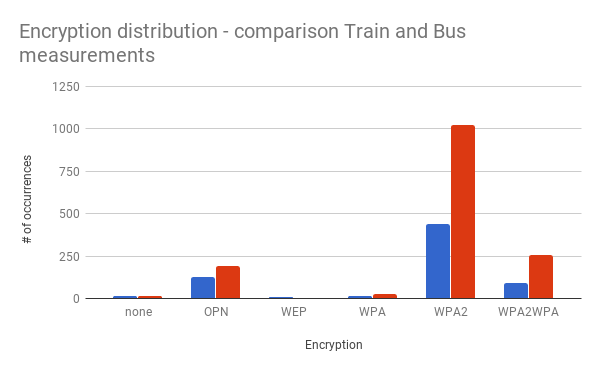 Encryption distribution - comparison Train and Bus
measurements
1250
1000
750
500
250
0
# of occurrences
none OPN WEP WPA WPA2 WPA2WPA
Encryption